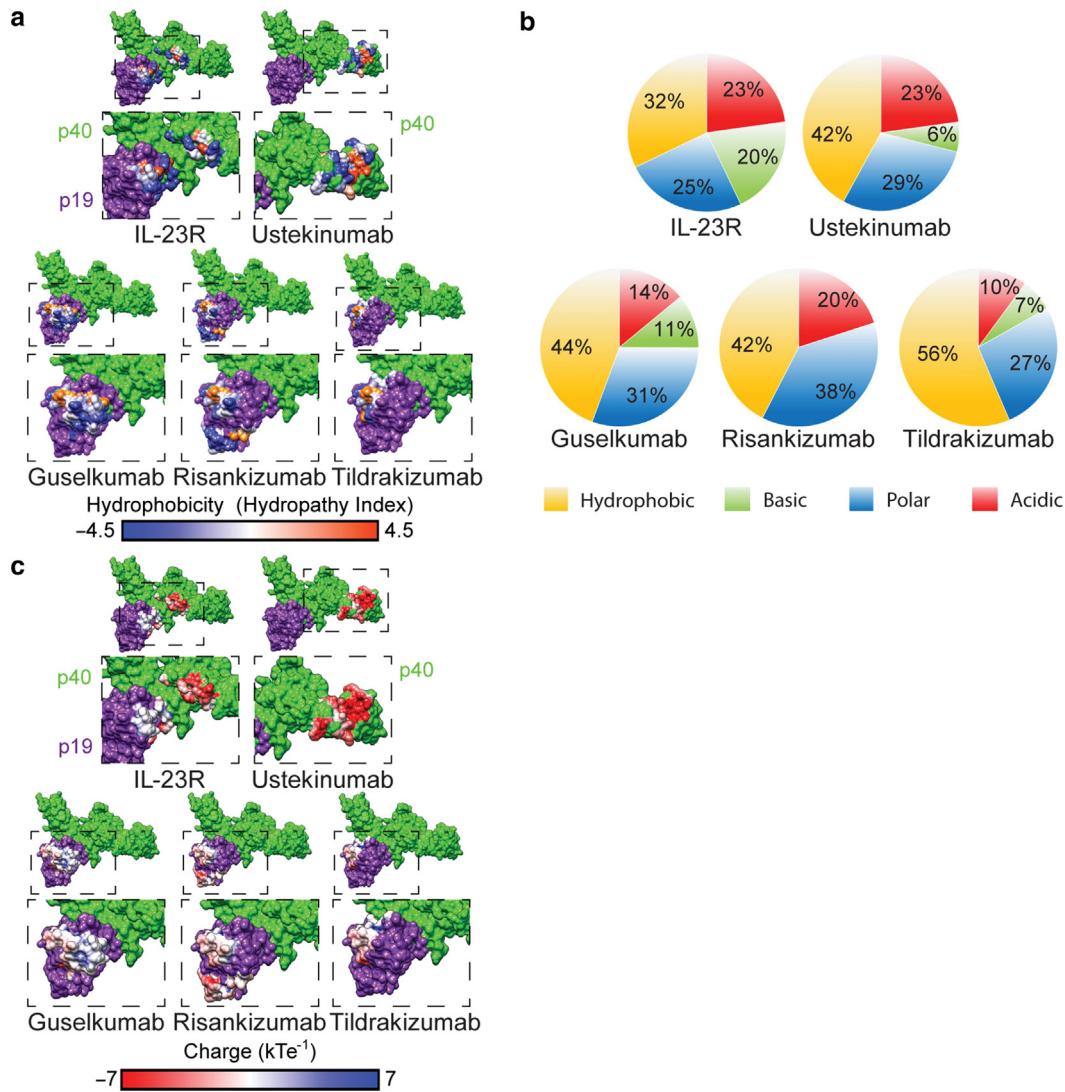 a
p40
p19
p40
IL-23R
Ustekinumab
Guselkumab
Risankizumab
Tildrakizumab
Hydrophobicity (Hydropathy Index)
−4.5
4.5
b
32%
23%
20%
25%
IL-23R
42%
23%
6%
29%
Ustekinumab
44%
14%
11%
31%
Guselkumab
42%
20%
38%
Risankizumab
56%
10%
7%
27%
Tildrakizumab
Hydrophobic
Basic
Polar
Acidic
c
p40
p19
p40
IL-23R
Ustekinumab
Guselkumab
Risankizumab
Tildrakizumab
Charge (kTe⁻¹)
−7
7